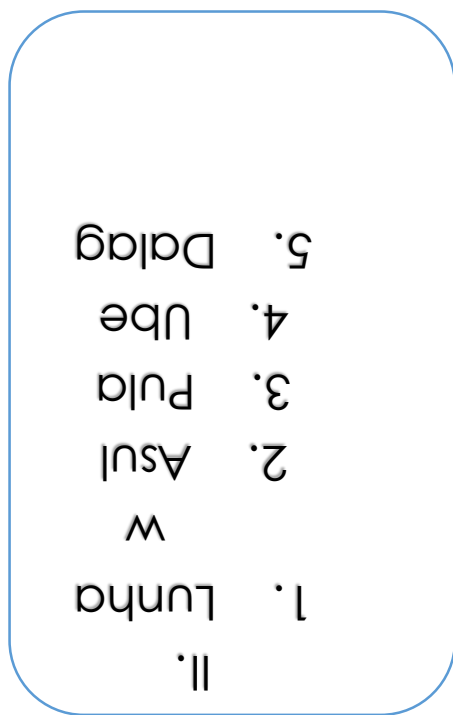 II.
1. Lunha
w
2. Asul
3. Pula
4. Ube
5. Dalag